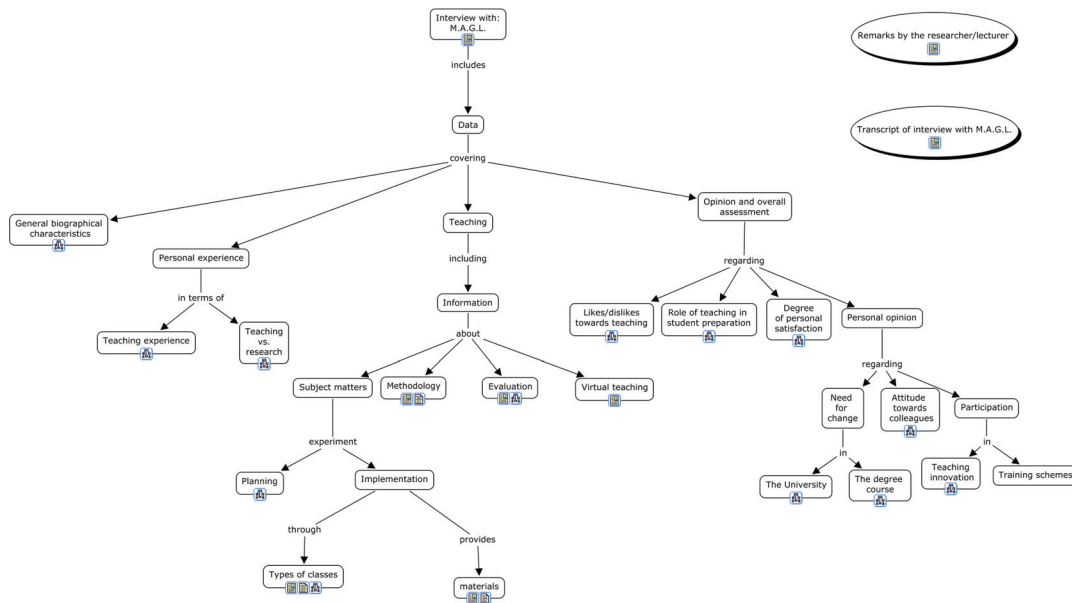 Interview with:
M.A.G.L.
Remarks by the researcher/lecturer
includes
Data
Transcript of interview with M.A.G.L.
covering
General biographical
characteristics
Personal experience
Teaching
Opinion and overall
assessment
in terms of
including
regarding
Teaching experience
Teaching
vs.
research
Information
Likes/dislikes
towards teaching
Role of teaching in
student preparation
Degree
of personal
satisfaction
Personal opinion
about
regarding
Subject matters
Methodology
Evaluation
Virtual teaching
Need
for
change
Attitude
towards
colleagues
Participation
experiment
in
in
Planning
Implementation
The University
The degree
course
Teaching
innovation
Training schemes
through
provides
Types of classes
materials